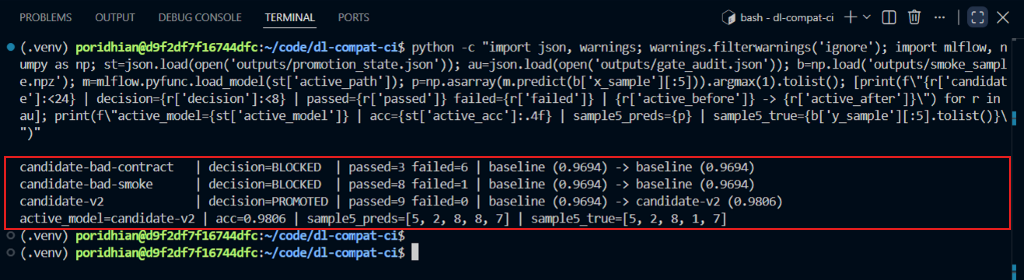 PROBLEMS OUTPUT DEBUG CONSOLE TERMINAL PORTS
bash - dl-compat-ci
(.venv) poridhian@d9f2df7f16744dfc:~/code/dl-compat-ci$ python -c "import json, warnings; warnings.filterwarnings('ignore'); import mlflow, n
umpy as np; st=json.load(open('outputs/promotion_state.json')); au=json.load(open('outputs/gate_audit.json')); b=np.load('outputs/smoke_samp
le.npz'); m=mlflow.pyfunc.load_model(st['active_path']); p=np.asarray(m.predict(b['x_sample'][:5])).argmax(1).tolist(); [print(f\"{r['candidat
e']:<24} | decision={r['decision']:<8} | passed={r['passed']} failed={r['failed']} | {r['active_before']} -> {r['active_after']}\") for r in
au]; print(f\"active_model={st['active_model']} | acc={st['active_acc']:.4f} | sample5_preds={p} | sample5_true={b['y_sample'][:5].tolist()}\
")"
candidate-bad-contract | decision=BLOCKED | passed=3 failed=6 | baseline (0.9694) -> baseline (0.9694)
candidate-bad-smoke | decision=BLOCKED | passed=8 failed=1 | baseline (0.9694) -> baseline (0.9694)
candidate-v2 | decision=PROMOTED | passed=9 failed=0 | baseline (0.9694) -> candidate-v2 (0.9806)
active_model=candidate-v2 | acc=0.9806 | sample5_preds=[5, 2, 8, 8, 7] | sample5_true=[5, 2, 8, 1, 7]
(.venv) poridhian@d9f2df7f16744dfc:~/code/dl-compat-ci$
(.venv) poridhian@d9f2df7f16744dfc:~/code/dl-compat-ci$